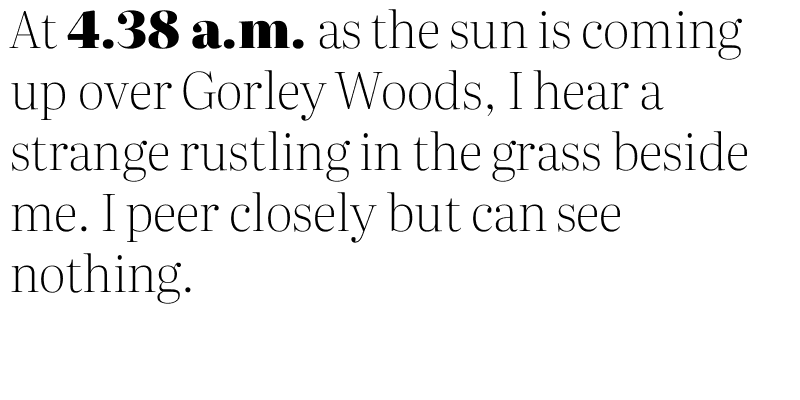 At 4.38 a.m. as the sun is coming
up over Gorley Woods, I hear a
strange rustling in the grass beside
me. I peer closely but can see
nothing.